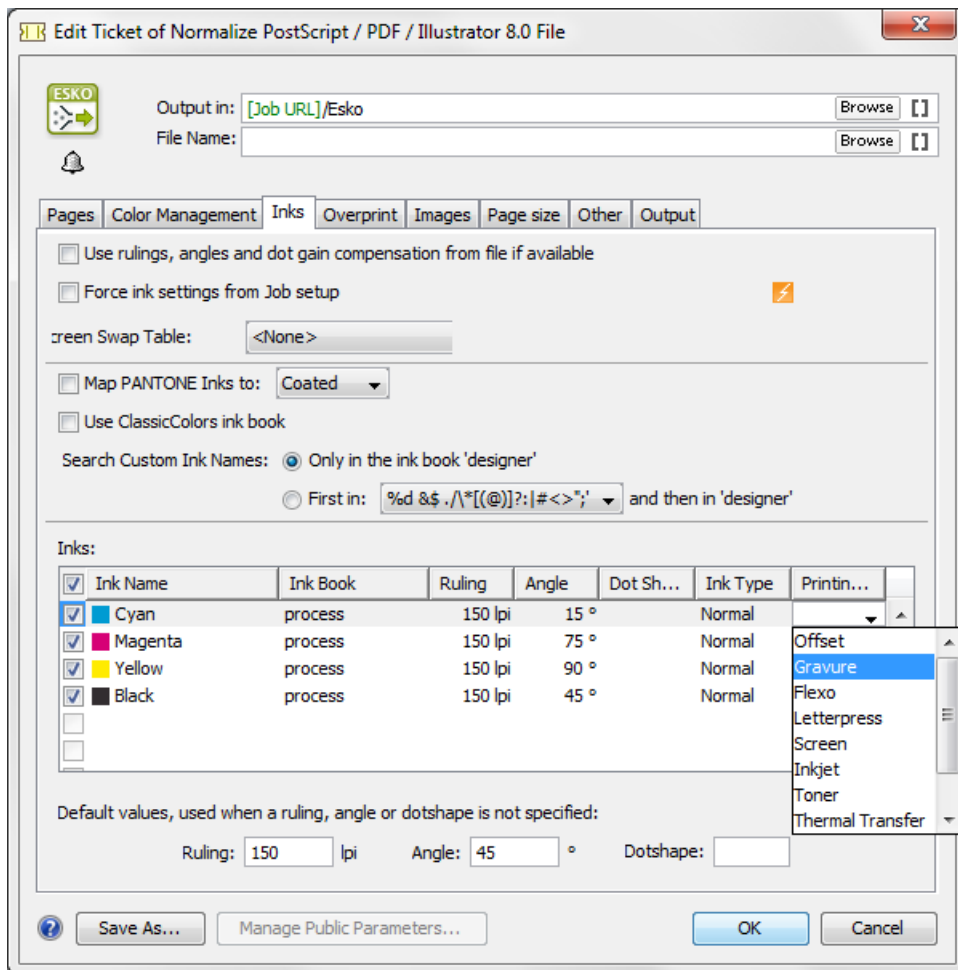 Edit Ticket of Normalize PostScript / PDF / Illustrator 8.0 File
ESKO
Output in: [Job URL]/Esko Browse []
File Name: Browse []
Pages Color Management Inks Overprint Images Page size Other Output
Use rulings, angles and dot gain compensation from file if available
Force ink settings from Job setup
creen Swap Table: <None>
Map PANTONE Inks to: Coated
Use ClassicColors ink book
Search Custom Ink Names: Only in the ink book 'designer'
First in: %d &$ ./\*[(@)]?:|#<>";' and then in 'designer'
Inks:
Ink Name Ink Book Ruling Angle Dot Sh... Ink Type Printin...
Cyan process 150 lpi 15 ° Normal
Magenta process 150 lpi 75 ° Normal Offset
Yellow process 150 lpi 90 ° Normal Gravure
Black process 150 lpi 45 ° Normal Flexo
Letterpress
Screen
Inkjet
Toner
Thermal Transfer
Default values, used when a ruling, angle or dotshape is not specified:
Ruling: 150 lpi Angle: 45 ° Dotshape:
? Save As... Manage Public Parameters... OK Cancel